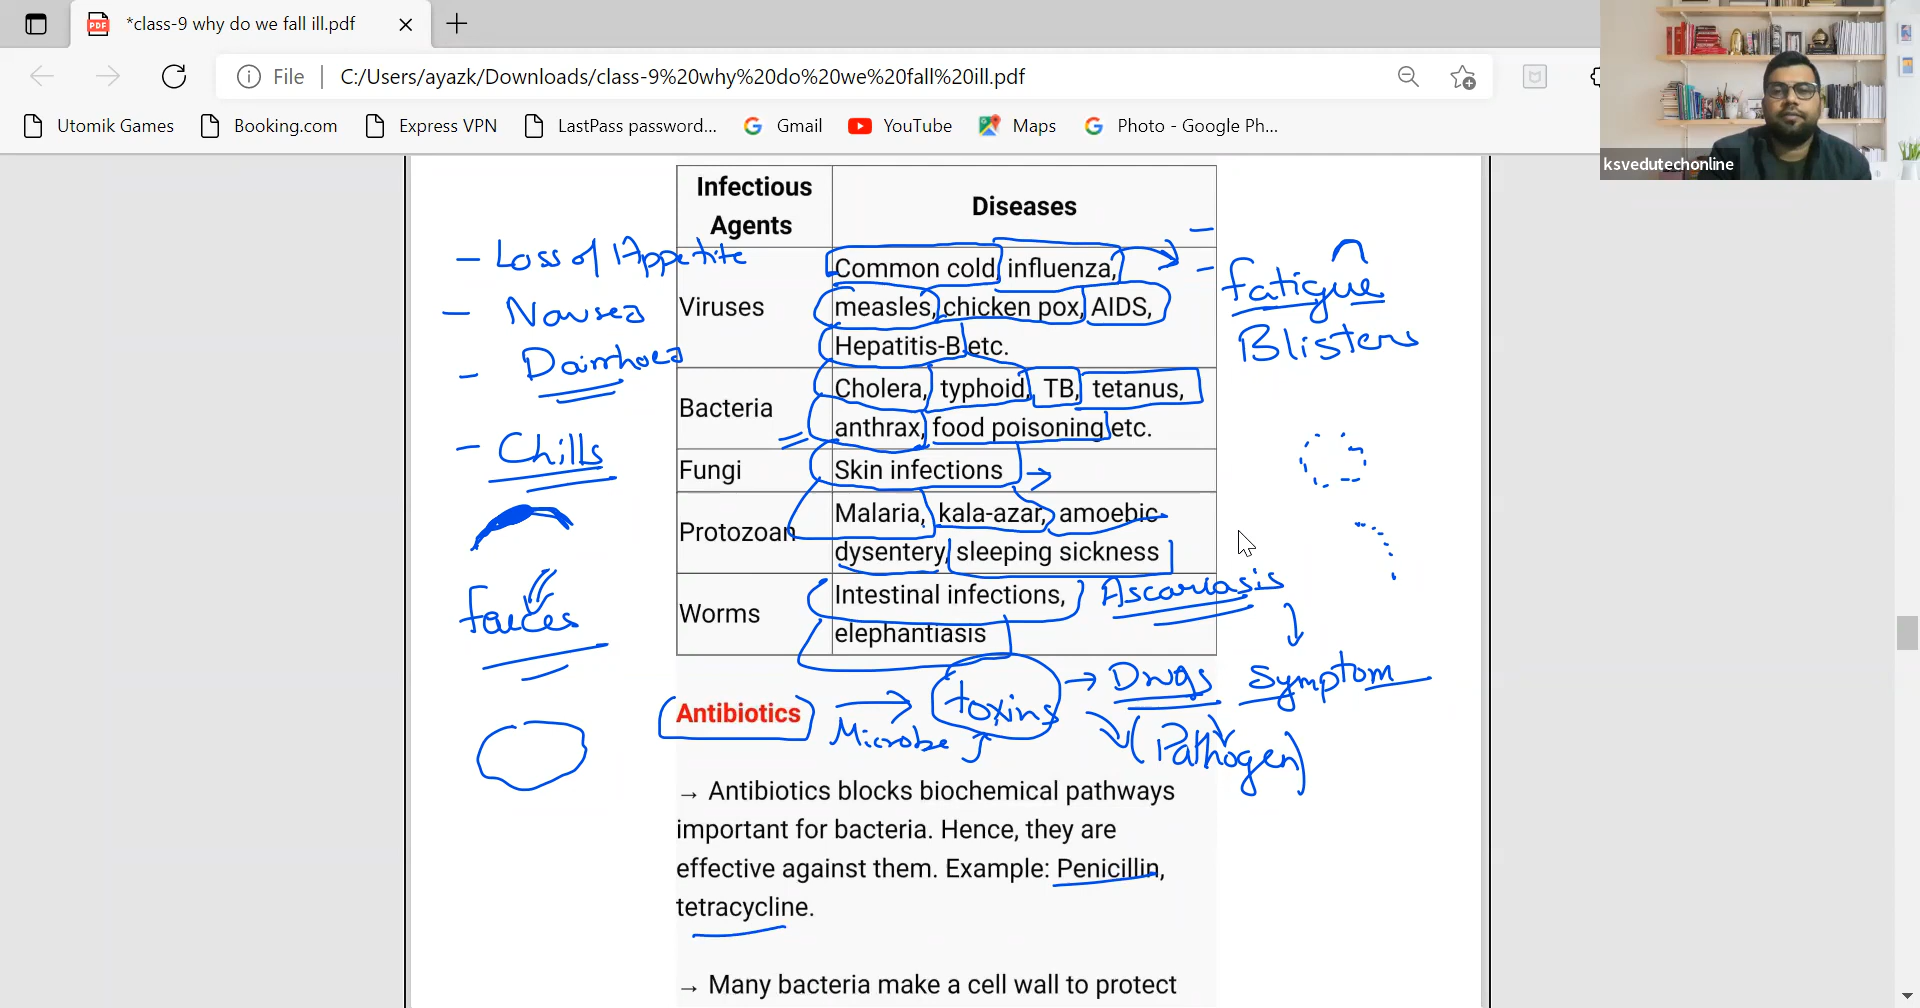 *class-9 why do we fall ill.pdf
File | C:/Users/ayazk/Downloads/class-9%20why%20do%20we%20fall%20ill.pdf
Utomik Games Booking.com Express VPN LastPass password... Gmail YouTube Maps Photo - Google Ph...
ksvedutechonline
Infectious Agents Diseases
Viruses Common cold, influenza,
measles, chicken pox, AIDS,
Hepatitis-B etc.
Bacteria Cholera, typhoid, TB, tetanus,
anthrax, food poisoning etc.
Fungi Skin infections
Protozoan Malaria, kala-azar, amoebic
dysentery, sleeping sickness
Worms Intestinal infections,
elephantiasis
- Loss of Appetite
- Nausea
- Dairrhoea
- Chills
faeces
fatigue
Blisters
Ascariasis
Antibiotics → toxins → Drugs Symptom
Microbe (Pathogen)
→ Antibiotics blocks biochemical pathways
important for bacteria. Hence, they are
effective against them. Example: Penicillin,
tetracycline.
→ Many bacteria make a cell wall to protect